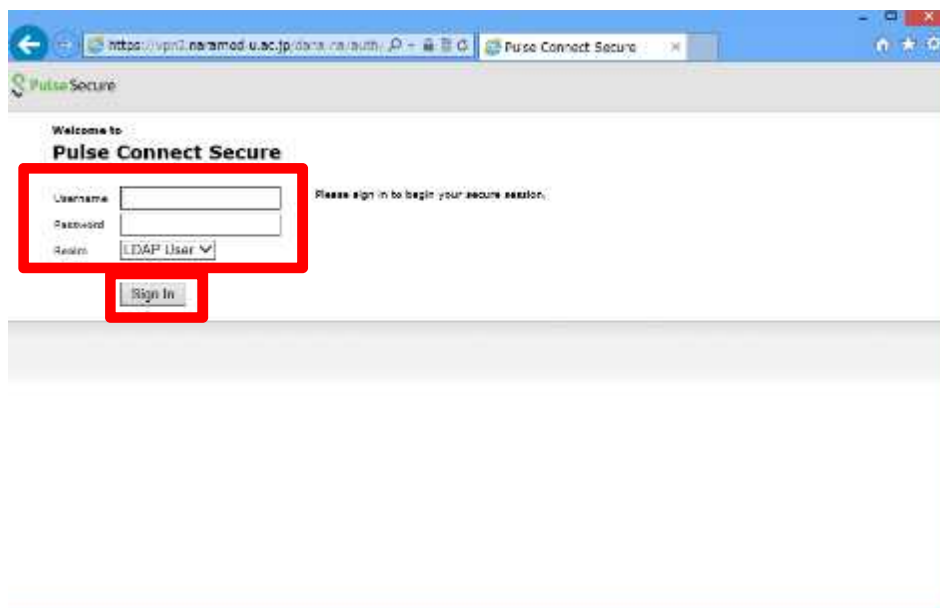 https://vpn2.naramed-u.ac.jp/dana-na/auth/
Pulse Connect Secure
Pulse Secure
Welcome to
Pulse Connect Secure
Username
Please sign in to begin your secure session.
Password
Realm
LDAP User
Sign In